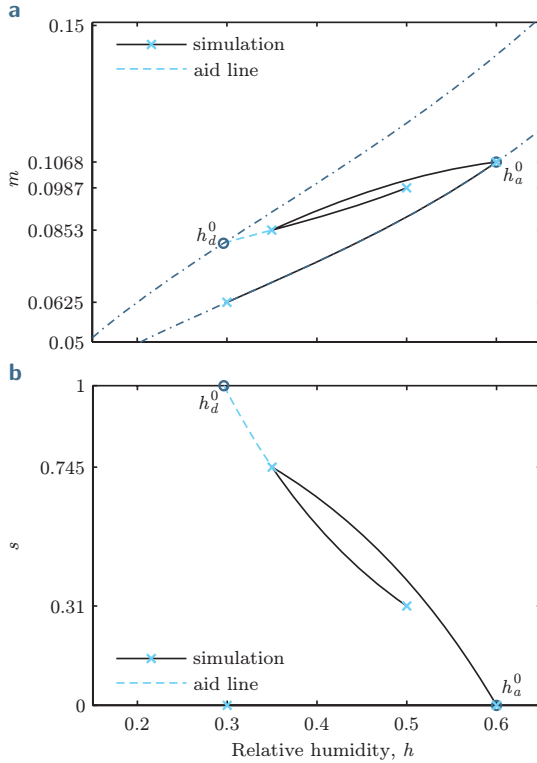 a
0.15
simulation
aid line
0.1068
h_a^0
0.0987
m
h_d^0
0.0853
0.0625
0.05
b
1
h_d^0
0.745
s
0.31
simulation
aid line
h_a^0
0
0.2 0.3 0.4 0.5 0.6
Relative humidity, h